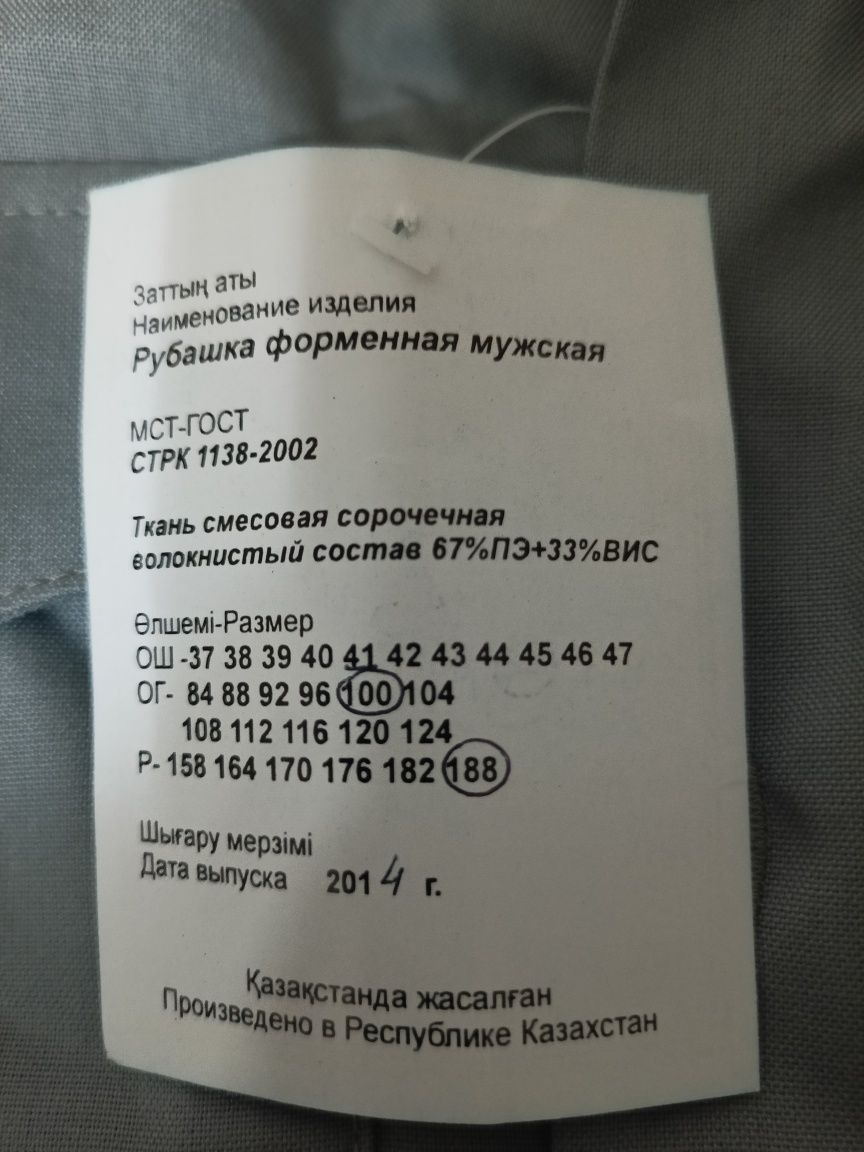 Заттың аты
Наименование изделия
Рубашка форменная мужская
МСТ-ГОСТ
СТРК 1138-2002
Ткань смесовая сорочечная
волокнистый состав 67%ПЭ+33%ВИС
Өлшемі-Размер
ОШ -37 38 39 40 41 42 43 44 45 46 47
ОГ- 84 88 92 96 100 104
108 112 116 120 124
Р- 158 164 170 176 182 188
Шығару мерзімі
Дата выпуска 2014 г.
Қазақстанда жасалған
Произведено в Республике Казахстан